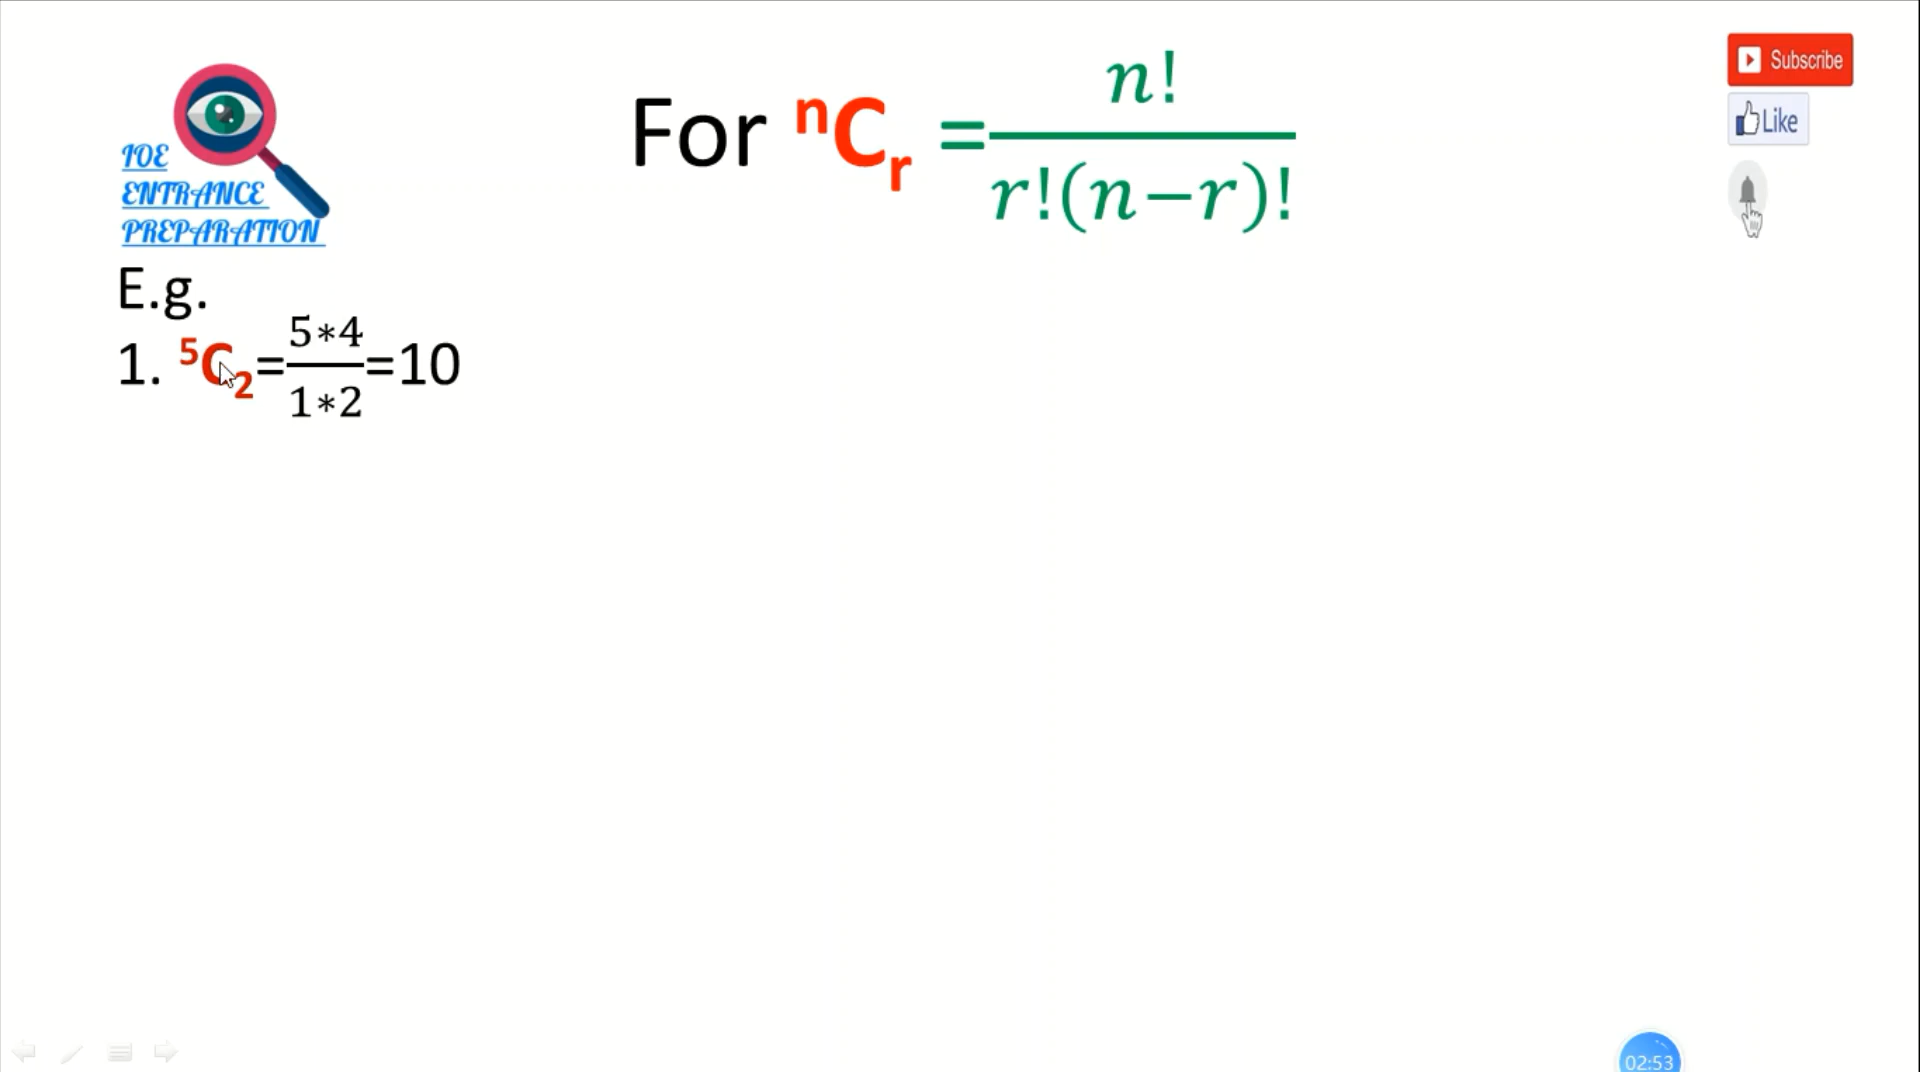 IOE
ENTRANCE
PREPARATION
For ⁿCᵣ = n! / r!(n−r)!
Subscribe
Like
E.g.
1. ⁵C₂ = 5*4 / 1*2 = 10
02:53